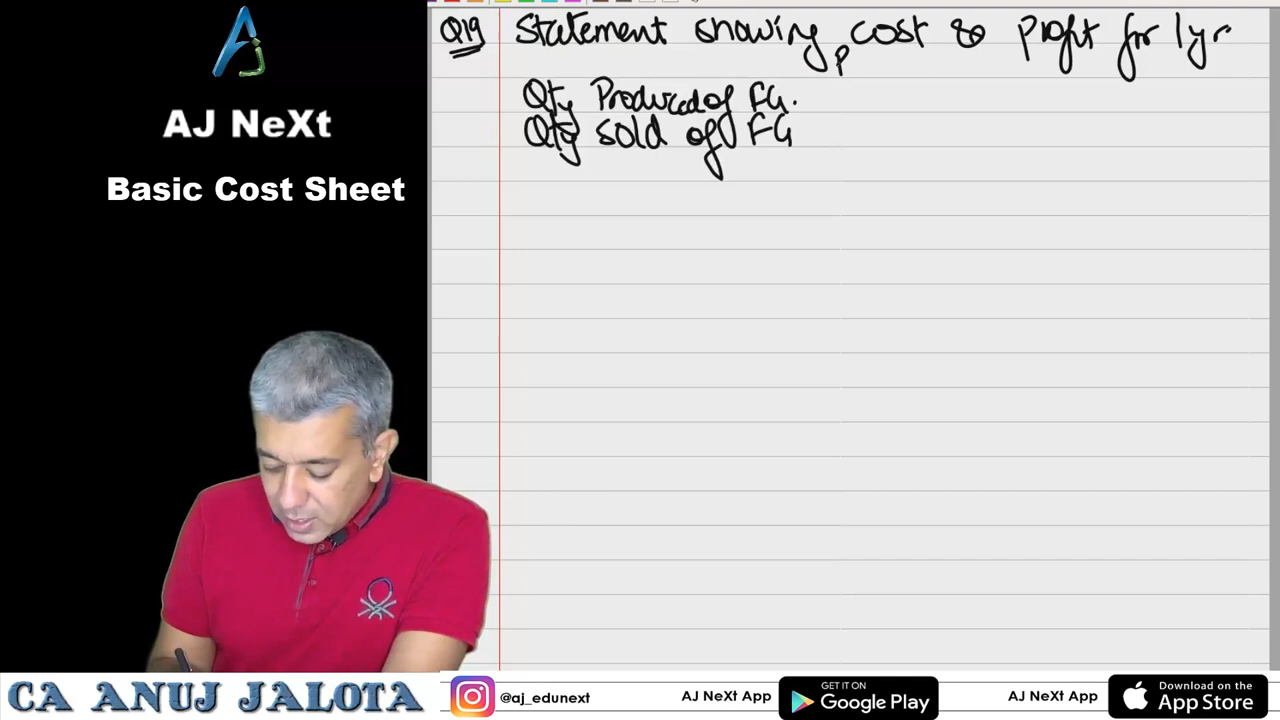 AJ NeXt
Basic Cost Sheet
Q19 Statement showing cost & Profit for 1yr
Qty Produced of FG.
Qty sold of FG
CA ANUJ JALOTA
@aj_edunext
AJ NeXt App
GET IT ON
Google Play
AJ NeXt App
Download on the
App Store